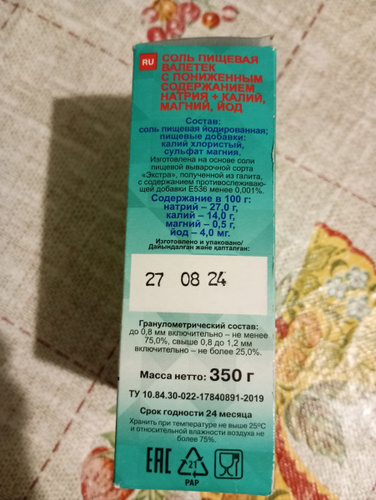 RU
СОЛЬ ПИЩЕВАЯ
ВАЛЕТЕК
С ПОНИЖЕННЫМ
СОДЕРЖАНИЕМ
НАТРИЯ + КАЛИЙ,
МАГНИЙ, ЙОД
Состав:
соль пищевая йодированная;
пищевые добавки:
калий хлористый,
сульфат магния.
Изготовлена на основе соли
пищевой выварочной сорта
«Экстра», полученной из галита,
с содержанием противослеживаю-
щей добавки Е536 менее 0,001%.
Содержание в 100 г:
натрий – 27,0 г,
калий – 14,0 г,
магний – 0,5 г,
йод – 4,0 мг.
Изготовлено и упаковано/
Дайындалған және қапталған:
27 08 24
Гранулометрический состав:
до 0,8 мм включительно – не менее
75,0%, свыше 0,8 до 1,2 мм
включительно – не более 25,0%.
Масса нетто: 350 г
ТУ 10.84.30-022-17840891-2019
Срок годности 24 месяца
Хранить при температуре не выше 25°С
и относительной влажности воздуха не
более 75%.
EAC
21
PAP